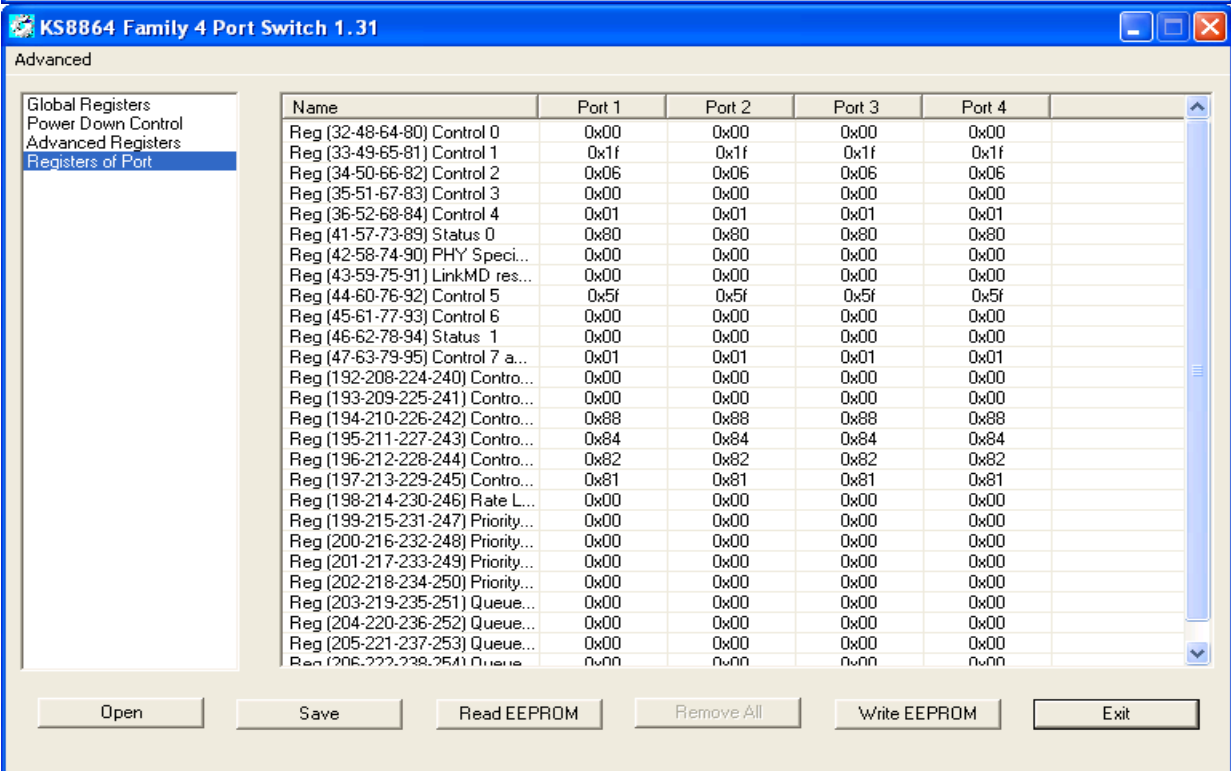 KS8864 Family 4 Port Switch 1.31
Advanced
Global Registers
Power Down Control
Advanced Registers
Registers of Port
Name Port 1 Port 2 Port 3 Port 4
Reg (32-48-64-80) Control 0 0x00 0x00 0x00 0x00
Reg (33-49-65-81) Control 1 0x1f 0x1f 0x1f 0x1f
Reg (34-50-66-82) Control 2 0x06 0x06 0x06 0x06
Reg (35-51-67-83) Control 3 0x00 0x00 0x00 0x00
Reg (36-52-68-84) Control 4 0x01 0x01 0x01 0x01
Reg (41-57-73-89) Status 0 0x80 0x80 0x80 0x80
Reg (42-58-74-90) PHY Speci... 0x00 0x00 0x00 0x00
Reg (43-59-75-91) LinkMD res... 0x00 0x00 0x00 0x00
Reg (44-60-76-92) Control 5 0x5f 0x5f 0x5f 0x5f
Reg (45-61-77-93) Control 6 0x00 0x00 0x00 0x00
Reg (46-62-78-94) Status 1 0x00 0x00 0x00 0x00
Reg (47-63-79-95) Control 7 a... 0x01 0x01 0x01 0x01
Reg (192-208-224-240) Contro... 0x00 0x00 0x00 0x00
Reg (193-209-225-241) Contro... 0x00 0x00 0x00 0x00
Reg (194-210-226-242) Contro... 0x88 0x88 0x88 0x88
Reg (195-211-227-243) Contro... 0x84 0x84 0x84 0x84
Reg (196-212-228-244) Contro... 0x82 0x82 0x82 0x82
Reg (197-213-229-245) Contro... 0x81 0x81 0x81 0x81
Reg (198-214-230-246) Rate L... 0x00 0x00 0x00 0x00
Reg (199-215-231-247) Priority... 0x00 0x00 0x00 0x00
Reg (200-216-232-248) Priority... 0x00 0x00 0x00 0x00
Reg (201-217-233-249) Priority... 0x00 0x00 0x00 0x00
Reg (202-218-234-250) Priority... 0x00 0x00 0x00 0x00
Reg (203-219-235-251) Queue... 0x00 0x00 0x00 0x00
Reg (204-220-236-252) Queue... 0x00 0x00 0x00 0x00
Reg (205-221-237-253) Queue... 0x00 0x00 0x00 0x00
Reg (206-222-238-254) Queue... 0x00 0x00 0x00 0x00
Open Save Read EEPROM Remove All Write EEPROM Exit